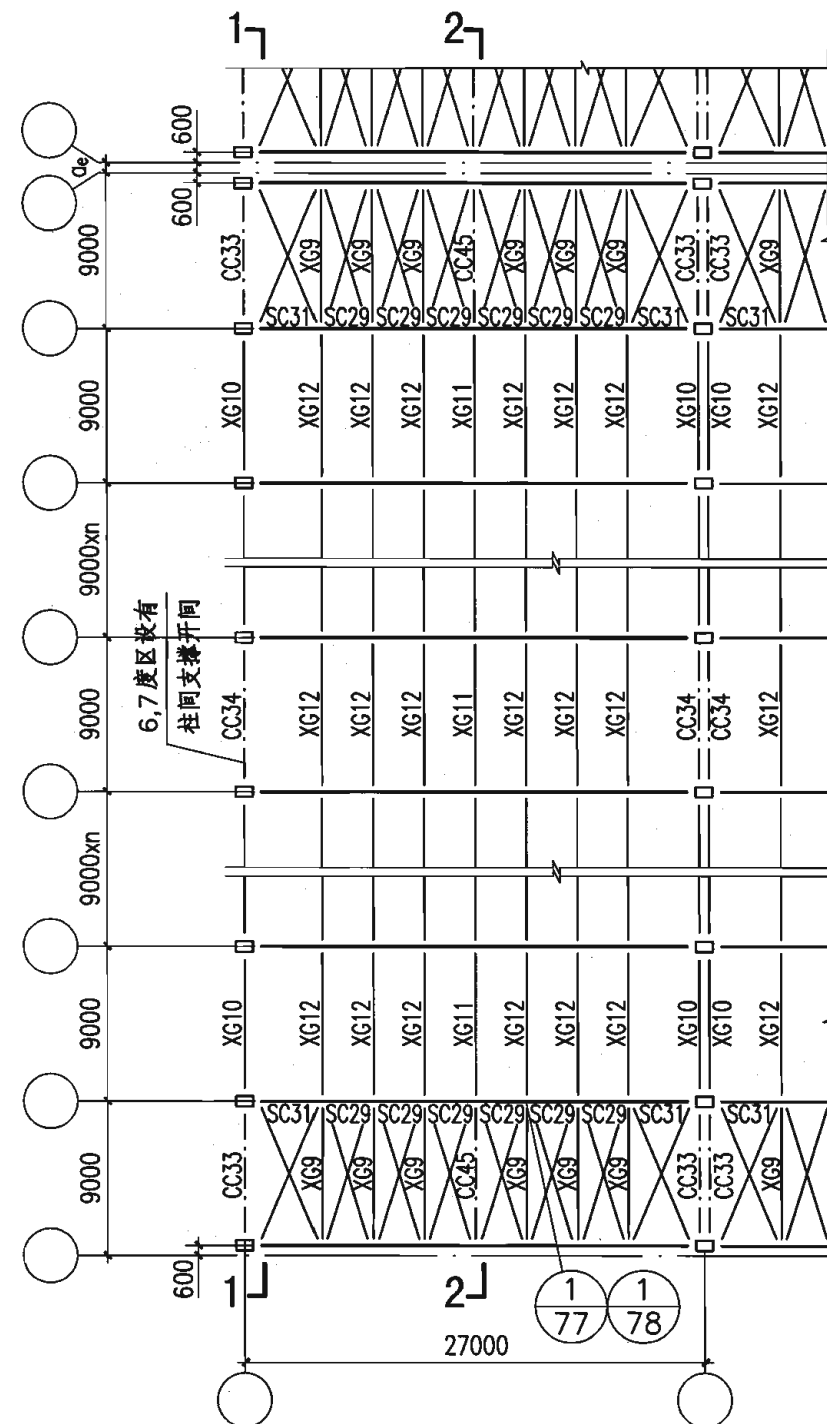 1 2
600
ae
600
9000
CC33 XG9 XG9 XG9 CC45 XG9 XG9 XG9 CC33 CC33 XG9
SC31 SC29 SC29 SC29 SC29 SC29 SC29 SC31 SC31
9000
XG10 XG12 XG12 XG12 XG11 XG12 XG12 XG12 XG10 XG10 XG12
9000xn
6,7度区设有
柱间支撑开间
9000
CC34 XG12 XG12 XG12 XG11 XG12 XG12 XG12 CC34 CC34 XG12
9000xn
9000
XG10 XG12 XG12 XG12 XG11 XG12 XG12 XG12 XG10 XG10 XG12
SC31 SC29 SC29 SC29 SC29 SC29 SC29 SC31 SC31
9000
CC33 XG9 XG9 XG9 CC45 XG9 XG9 XG9 CC33 CC33 XG9
600
1 2
1 1
77 78
27000